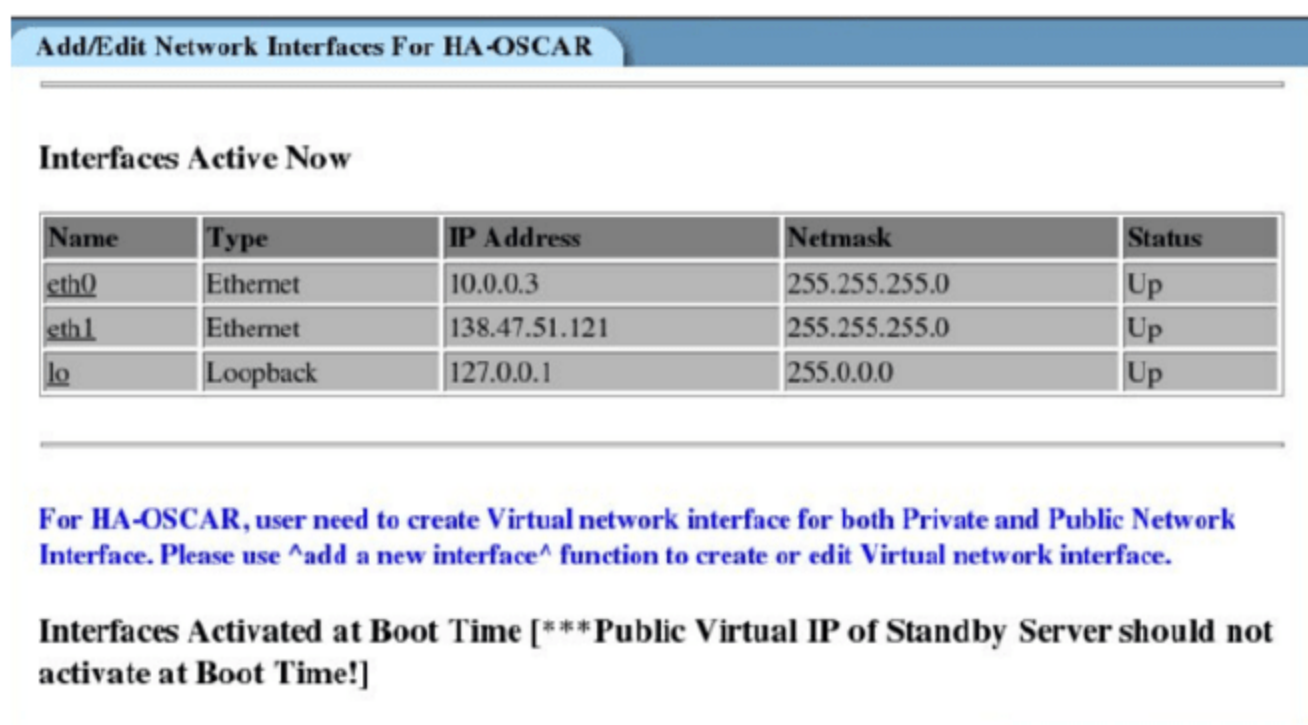 Add/Edit Network Interfaces For HA-OSCAR
Interfaces Active Now
Name Type IP Address Netmask Status
eth0 Ethernet 10.0.0.3 255.255.255.0 Up
eth1 Ethernet 138.47.51.121 255.255.255.0 Up
lo Loopback 127.0.0.1 255.0.0.0 Up
For HA-OSCAR, user need to create Virtual network interface for both Private and Public Network
Interface. Please use ^add a new interface^ function to create or edit Virtual network interface.
Interfaces Activated at Boot Time [***Public Virtual IP of Standby Server should not
activate at Boot Time!]